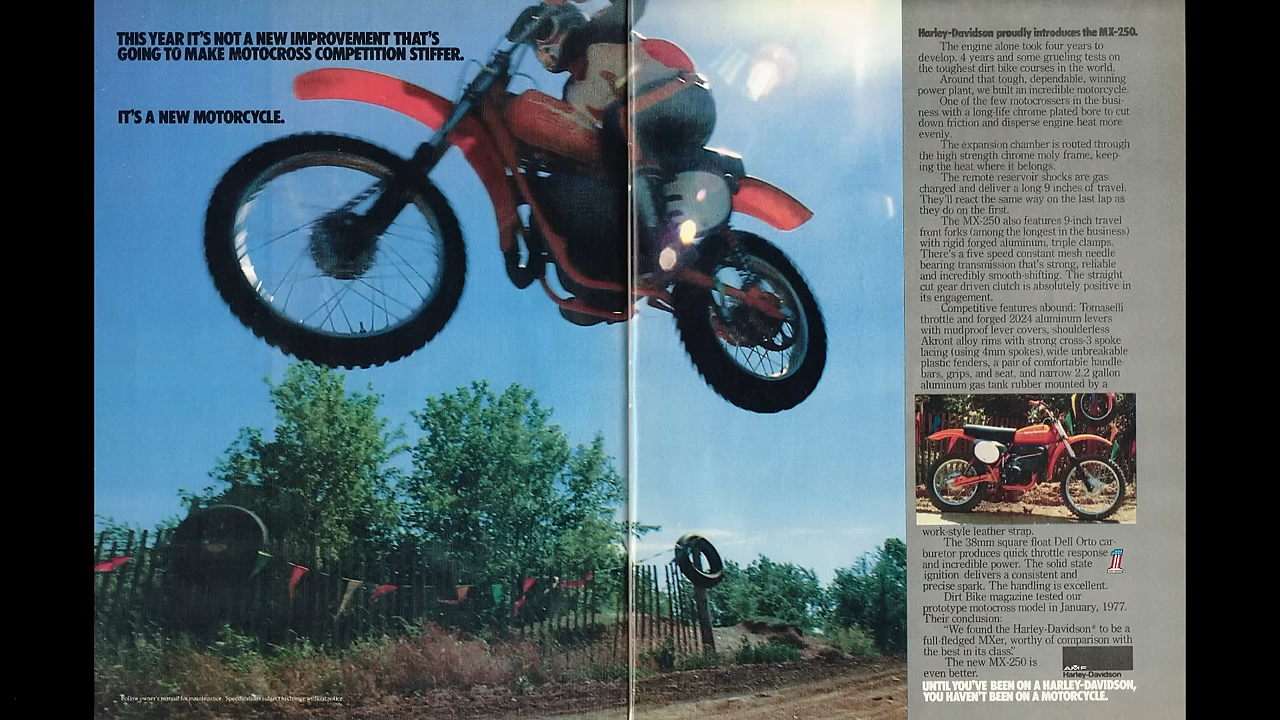 THIS YEAR IT'S NOT A NEW IMPROVEMENT THAT'S
GOING TO MAKE MOTOCROSS COMPETITION STIFFER.
IT'S A NEW MOTORCYCLE.
Follow owner's manual for maintenance. Specifications subject to change without notice.
Harley-Davidson proudly introduces the MX-250.
The engine alone took four years to
develop. 4 years and some grueling tests on
the toughest dirt bike courses in the world.
Around that tough, dependable, winning
power plant, we built an incredible motorcycle.
One of the few motocrossers in the busi-
ness with a long-life chrome plated bore to cut
down friction and disperse engine heat more
evenly.
The expansion chamber is routed through
the high strength chrome moly frame, keep-
ing the heat where it belongs.
The remote reservoir shocks are gas
charged and deliver a long 9 inches of travel.
They'll react the same way on the last lap as
they do on the first.
The MX-250 also features 9-inch travel
front forks (among the longest in the business)
with rigid forged aluminum, triple clamps.
There's a five speed constant mesh needle
bearing transmission that's strong, reliable
and incredibly smooth-shifting. The straight
cut gear driven clutch is absolutely positive in
its engagement.
Competitive features abound: Tomaselli
throttle and forged 2024 aluminum levers
with mudproof lever covers, shoulderless
Akront alloy rims with strong cross-3 spoke
lacing (using 4mm spokes), wide unbreakable
plastic fenders, a pair of comfortable handle-
bars, grips, and seat, and narrow 2.2 gallon
aluminum gas tank rubber mounted by a
work-style leather strap.
The 38mm square float Dell Orto car-
buretor produces quick throttle response
and incredible power. The solid state
ignition delivers a consistent and
precise spark. The handling is excellent.
Dirt Bike magazine tested our
prototype motocross model in January, 1977.
Their conclusion:
"We found the Harley-Davidson® to be a
full-fledged MXer, worthy of comparison with
the best in its class."
The new MX-250 is
even better.
1
AMF
Harley-Davidson
UNTIL YOU'VE BEEN ON A HARLEY-DAVIDSON,
YOU HAVEN'T BEEN ON A MOTORCYCLE.